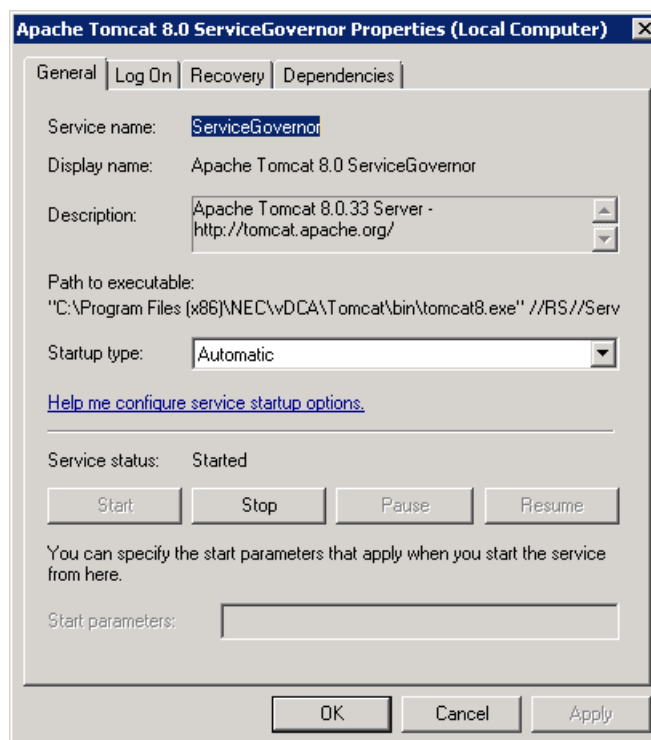 Apache Tomcat 8.0 ServiceGovernor Properties (Local Computer)
General Log On Recovery Dependencies
Service name: ServiceGovernor
Display name: Apache Tomcat 8.0 ServiceGovernor
Description: Apache Tomcat 8.0.33 Server -
http://tomcat.apache.org/
Path to executable:
"C:\Program Files (x86)\NEC\vDCA\Tomcat\bin\tomcat8.exe" //RS//Serv
Startup type: Automatic
Help me configure service startup options.
Service status: Started
Start Stop Pause Resume
You can specify the start parameters that apply when you start the service
from here.
Start parameters:
OK Cancel Apply